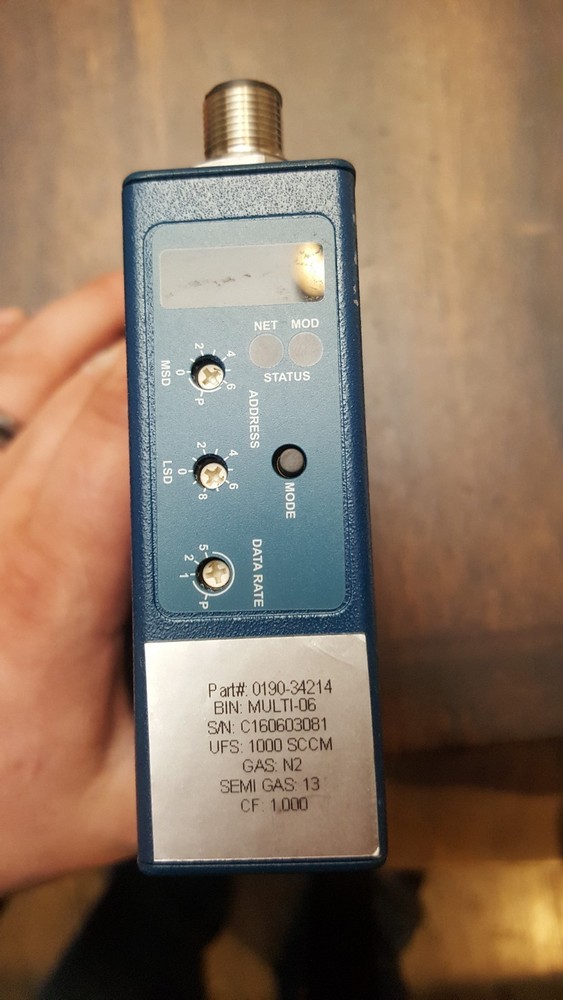 NET MOD
STATUS
MSD
0 2 4 6 P
ADDRESS
LSD
0 2 4 6 8
MODE
DATA RATE
1 2 5 P
Part#: 0190-34214
BIN: MULTI-06
S/N: C160603081
UFS: 1000 SCCM
GAS: N2
SEMI GAS: 13
CF: 1.000